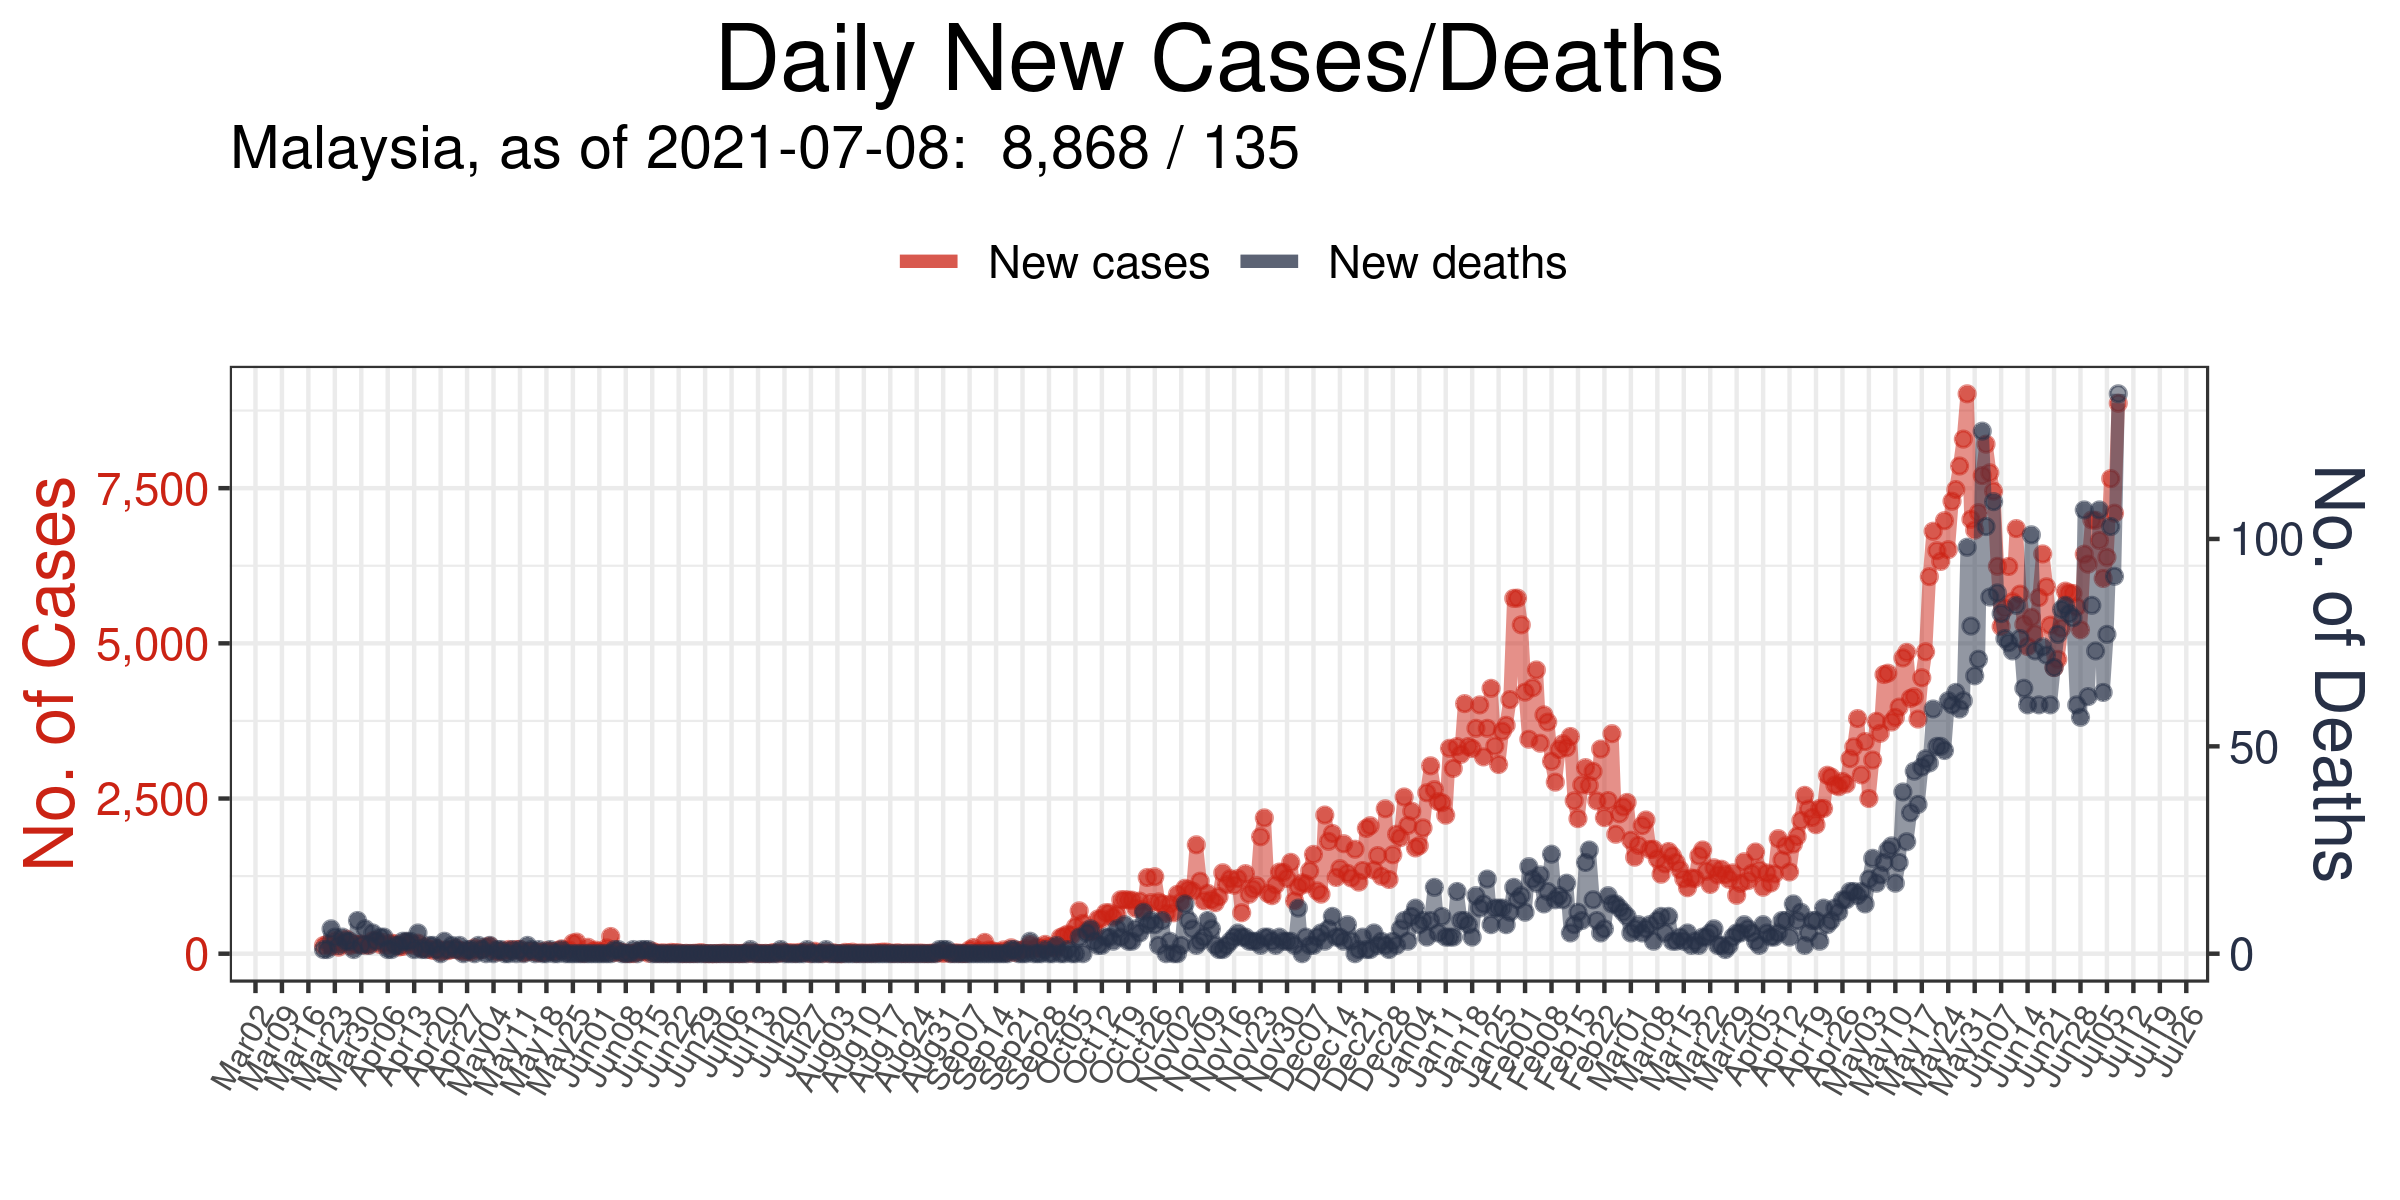 Daily New Cases/Deaths
Malaysia, as of 2021-07-08: 8,868 / 135
New cases New deaths
No. of Cases
7,500
5,000
2,500
0
100
50
0
No. of Deaths
Mar02 Mar09 Mar16 Mar23 Mar30 Apr06 Apr13 Apr20 Apr27 May04 May11 May18 May25 Jun01 Jun08 Jun15 Jun22 Jun29 Jul06 Jul13 Jul20 Jul27 Aug03 Aug10 Aug17 Aug24 Aug31 Sep07 Sep14 Sep21 Sep28 Oct05 Oct12 Oct19 Oct26 Nov02 Nov09 Nov16 Nov23 Nov30 Dec07 Dec14 Dec21 Dec28 Jan04 Jan11 Jan18 Jan25 Feb01 Feb08 Feb15 Feb22 Mar01 Mar08 Mar15 Mar22 Mar29 Apr05 Apr12 Apr19 Apr26 May03 May10 May17 May24 May31 Jun07 Jun14 Jun21 Jun28 Jul05 Jul12 Jul19 Jul26